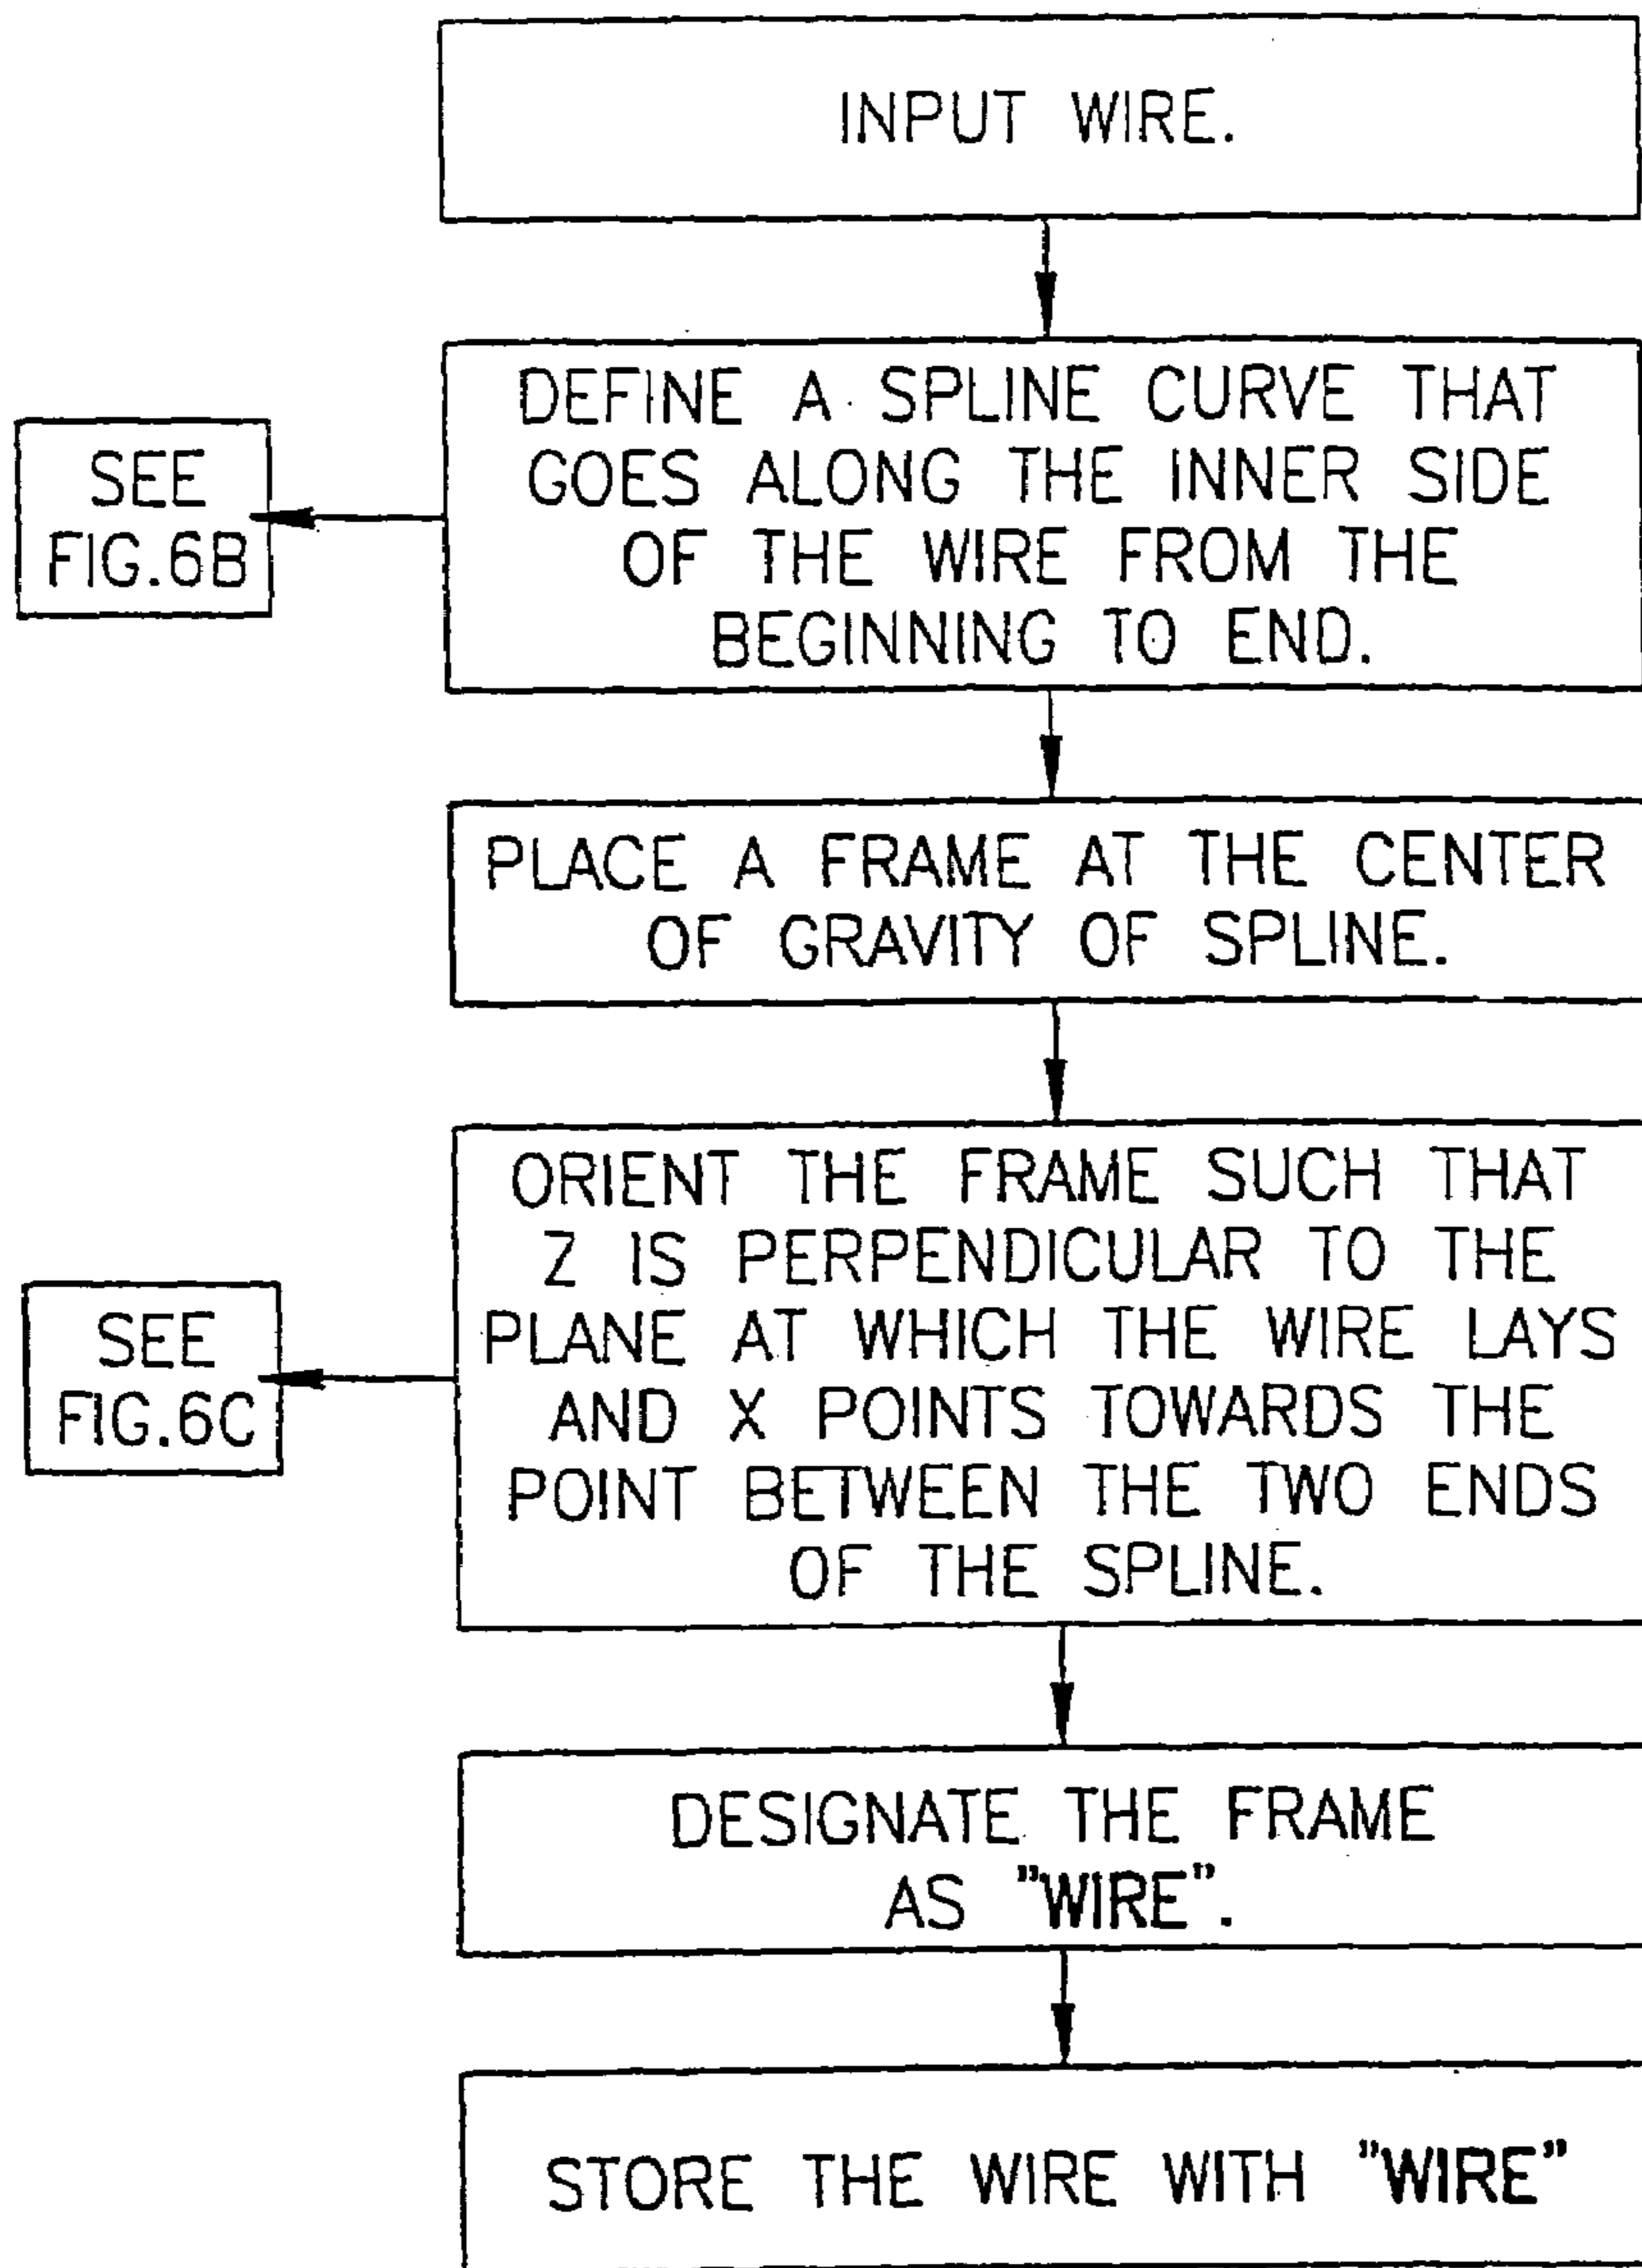 INPUT WIRE.
DEFINE A SPLINE CURVE THAT
GOES ALONG THE INNER SIDE
OF THE WIRE FROM THE
BEGINNING TO END.
SEE
FIG.6B
PLACE A FRAME AT THE CENTER
OF GRAVITY OF SPLINE.
ORIENT THE FRAME SUCH THAT
Z IS PERPENDICULAR TO THE
PLANE AT WHICH THE WIRE LAYS
AND X POINTS TOWARDS THE
POINT BETWEEN THE TWO ENDS
OF THE SPLINE.
SEE
FIG.6C
DESIGNATE THE FRAME
AS "WIRE".
STORE THE WIRE WITH "WIRE"